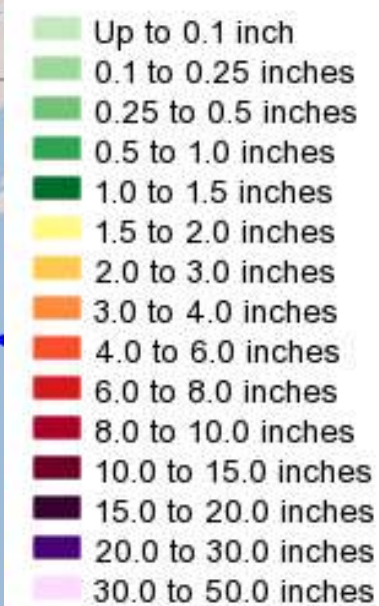 Up to 0.1 inch
0.1 to 0.25 inches
0.25 to 0.5 inches
0.5 to 1.0 inches
1.0 to 1.5 inches
1.5 to 2.0 inches
2.0 to 3.0 inches
3.0 to 4.0 inches
4.0 to 6.0 inches
6.0 to 8.0 inches
8.0 to 10.0 inches
10.0 to 15.0 inches
15.0 to 20.0 inches
20.0 to 30.0 inches
30.0 to 50.0 inches